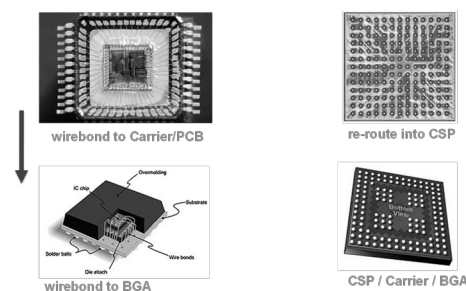 wirebond to Carrier/PCB
re-route into CSP
Overmolding
IC chip
Substrate
Solder balls
Wire bonds
Die attach
wirebond to BGA
Bottom
View
CSP / Carrier / BGA